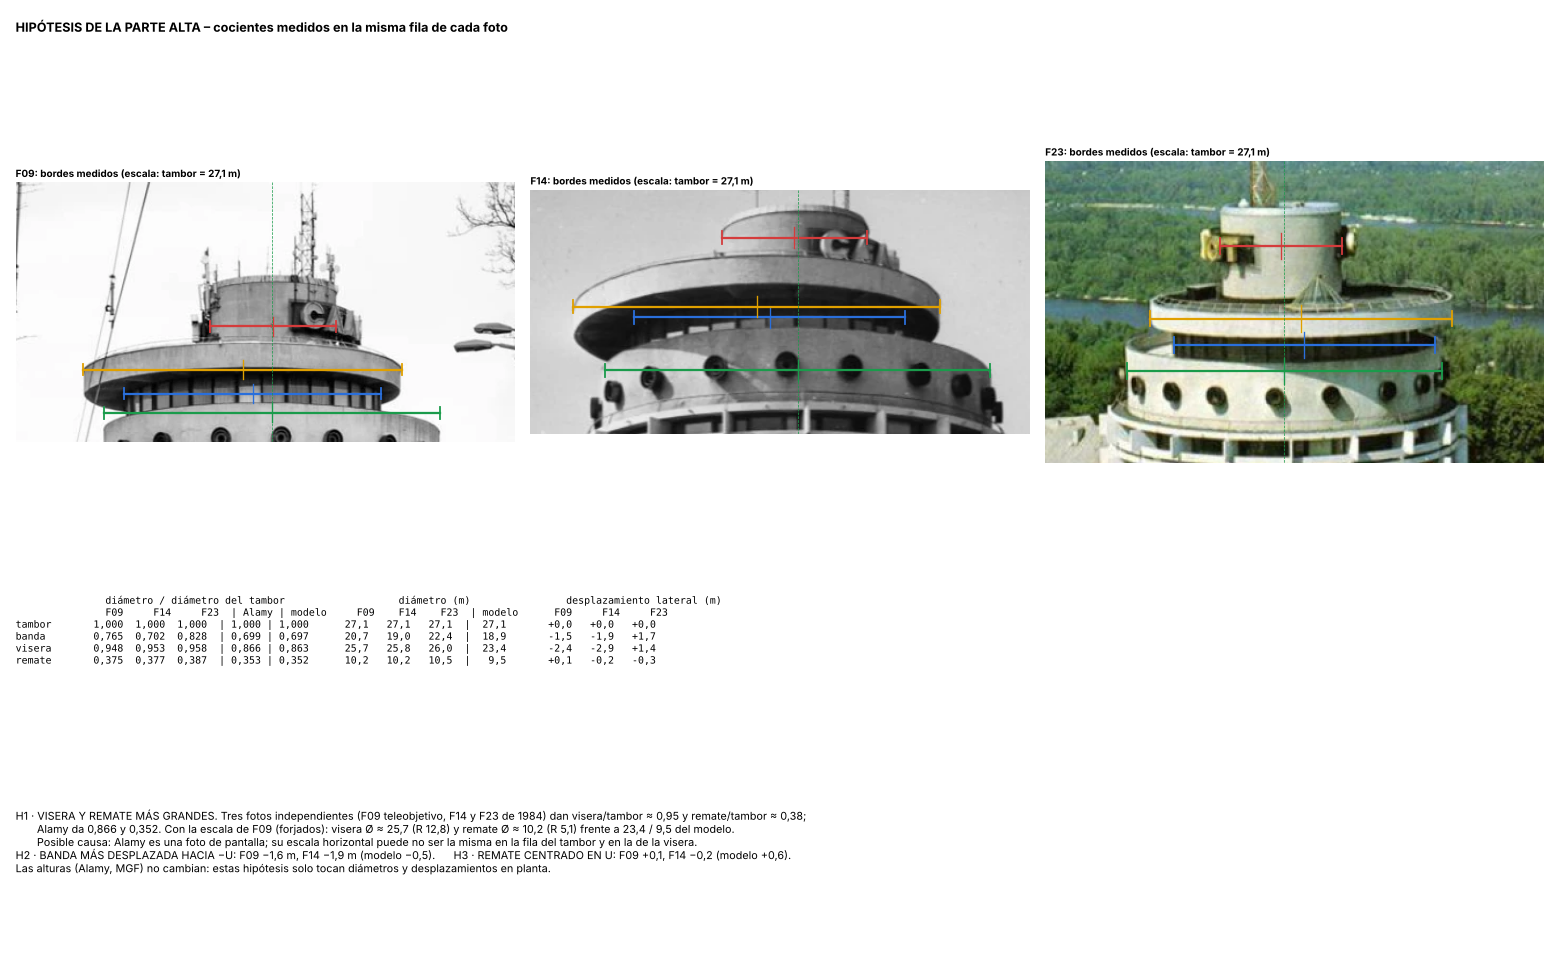 HIPÓTESIS DE LA PARTE ALTA – cocientes medidos en la misma fila de cada foto
F09: bordes medidos (escala: tambor = 27,1 m)
F14: bordes medidos (escala: tambor = 27,1 m)
F23: bordes medidos (escala: tambor = 27,1 m)
diámetro / diámetro del tambor diámetro (m) desplazamiento lateral (m)
F09 F14 F23 | Alamy | modelo F09 F14 F23 | modelo F09 F14 F23
tambor 1,000 1,000 1,000 | 1,000 | 1,000 27,1 27,1 27,1 | 27,1 +0,0 +0,0 +0,0
banda 0,765 0,702 0,828 | 0,699 | 0,697 20,7 19,0 22,4 | 18,9 -1,5 -1,9 +1,7
visera 0,948 0,953 0,958 | 0,866 | 0,863 25,7 25,8 26,0 | 23,4 -2,4 -2,9 +1,4
remate 0,375 0,377 0,387 | 0,353 | 0,352 10,2 10,2 10,5 | 9,5 +0,1 -0,2 -0,3
H1 · VISERA Y REMATE MÁS GRANDES. Tres fotos independientes (F09 teleobjetivo, F14 y F23 de 1984) dan visera/tambor ≈ 0,95 y remate/tambor ≈ 0,38;
Alamy da 0,866 y 0,352. Con la escala de F09 (forjados): visera Ø ≈ 25,7 (R 12,8) y remate Ø ≈ 10,2 (R 5,1) frente a 23,4 / 9,5 del modelo.
Posible causa: Alamy es una foto de pantalla; su escala horizontal puede no ser la misma en la fila del tambor y en la de la visera.
H2 · BANDA MÁS DESPLAZADA HACIA −U: F09 −1,6 m, F14 −1,9 m (modelo −0,5). H3 · REMATE CENTRADO EN U: F09 +0,1, F14 −0,2 (modelo +0,6).
Las alturas (Alamy, MGF) no cambian: estas hipótesis solo tocan diámetros y desplazamientos en planta.